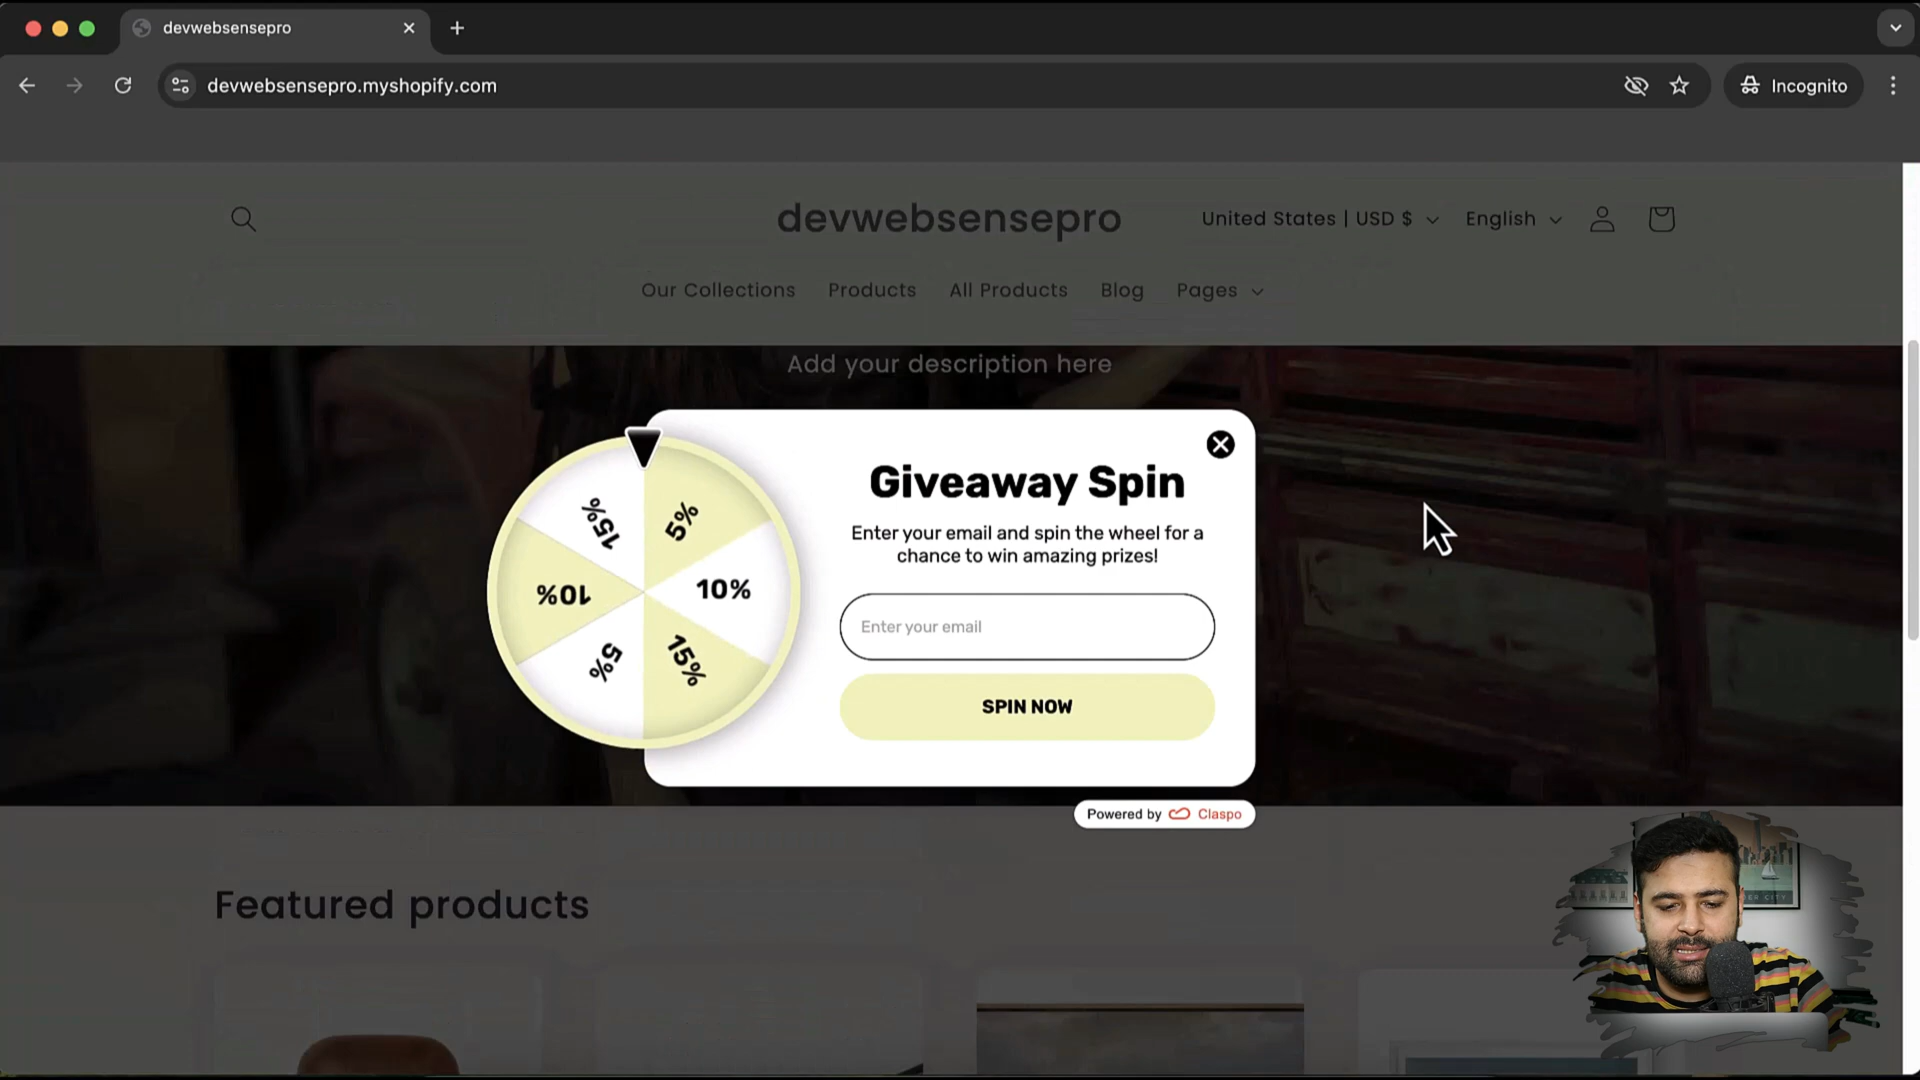 devwebsensepro
devwebsensepro.myshopify.com
Incognito
devwebsensepro
United States | USD $
English
Our Collections
Products
All Products
Blog
Pages
Add your description here
15%
5%
10%
10%
5%
15%
Giveaway Spin
Enter your email and spin the wheel for a
chance to win amazing prizes!
Enter your email
SPIN NOW
Powered by Claspo
Featured products